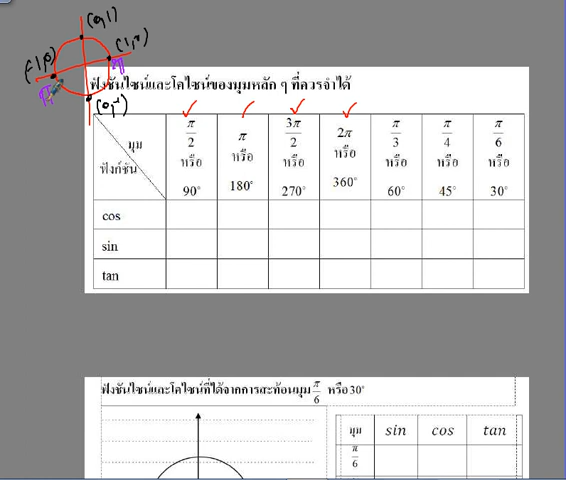 (0,1)
(-1,0)
(1,0)
π
(0,-1)
ฟังชันไซน์และโคไซน์ของมุมหลัก ๆ ที่ควรจำได้
มุม
ฟังก์ชัน
π/2 หรือ 90°
π หรือ 180°
3π/2 หรือ 270°
2π หรือ 360°
π/3 หรือ 60°
π/4 หรือ 45°
π/6 หรือ 30°
cos
sin
tan
ฟังชันไซน์และโคไซน์ที่ได้จากการสะท้อนมุม π/6 หรือ 30°
มุม sin cos tan
π/6